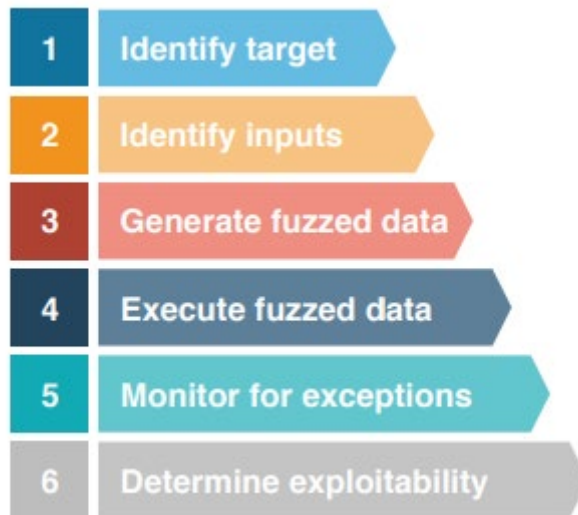 1 Identify target
2 Identify inputs
3 Generate fuzzed data
4 Execute fuzzed data
5 Monitor for exceptions
6 Determine exploitability